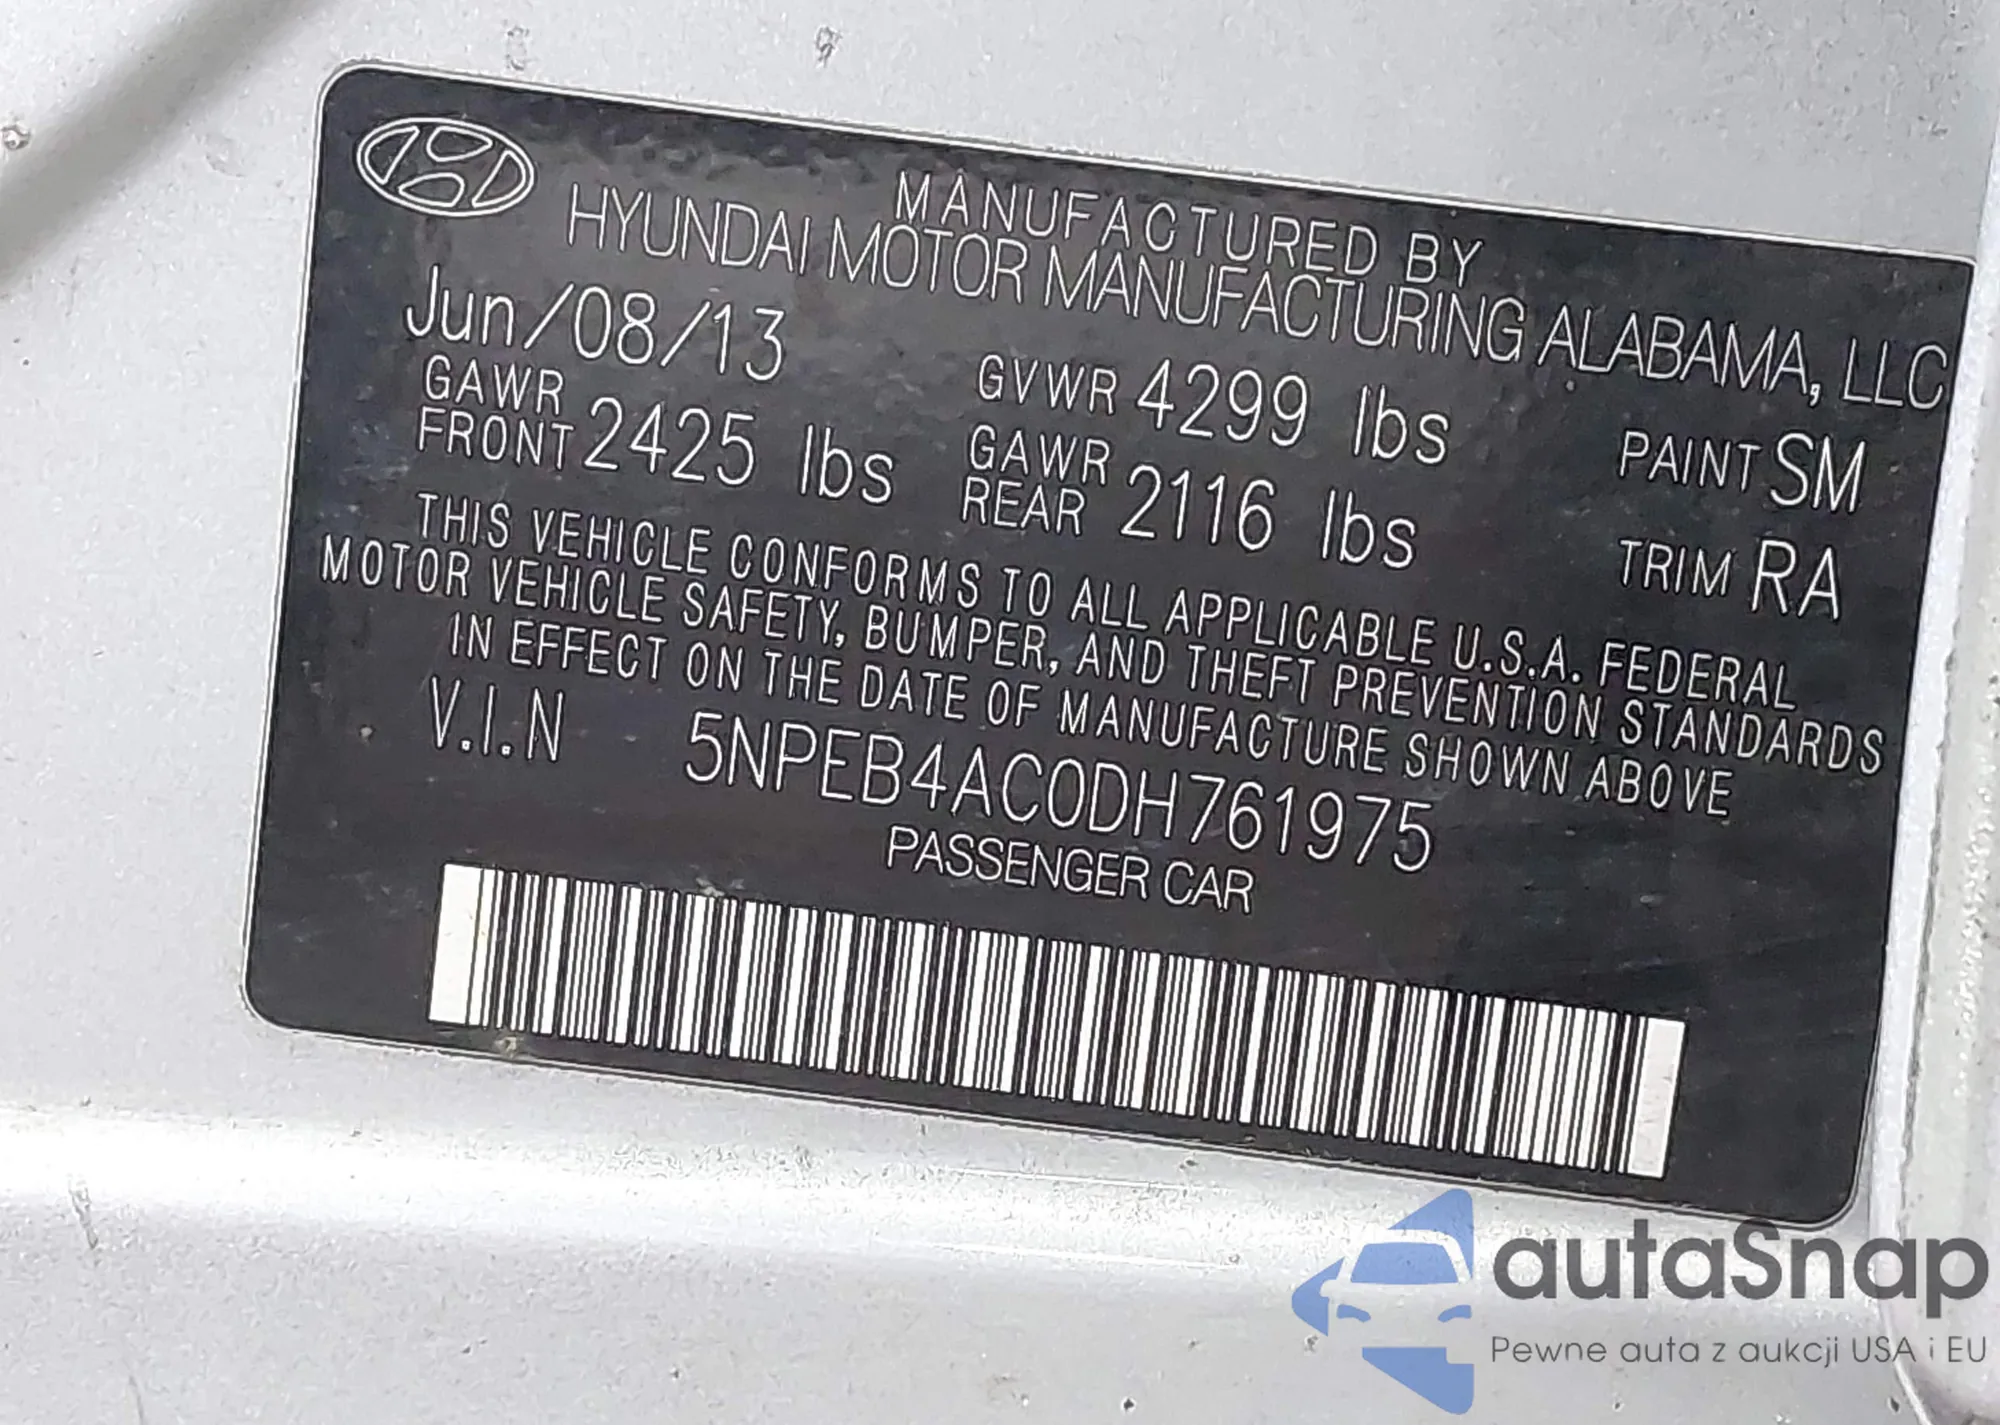 MANUFACTURED BY
HYUNDAI MOTOR MANUFACTURING ALABAMA, LLC
Jun/08/13
GVWR 4299 lbs
GAWR FRONT 2425 lbs
GAWR REAR 2116 lbs
PAINT SM
TRIM RA
THIS VEHICLE CONFORMS TO ALL APPLICABLE U.S.A. FEDERAL
MOTOR VEHICLE SAFETY, BUMPER, AND THEFT PREVENTION STANDARDS
IN EFFECT ON THE DATE OF MANUFACTURE SHOWN ABOVE
V.I.N 5NPEB4AC0DH761975
PASSENGER CAR
autaSnap
Pewne auta z aukcji USA i EU